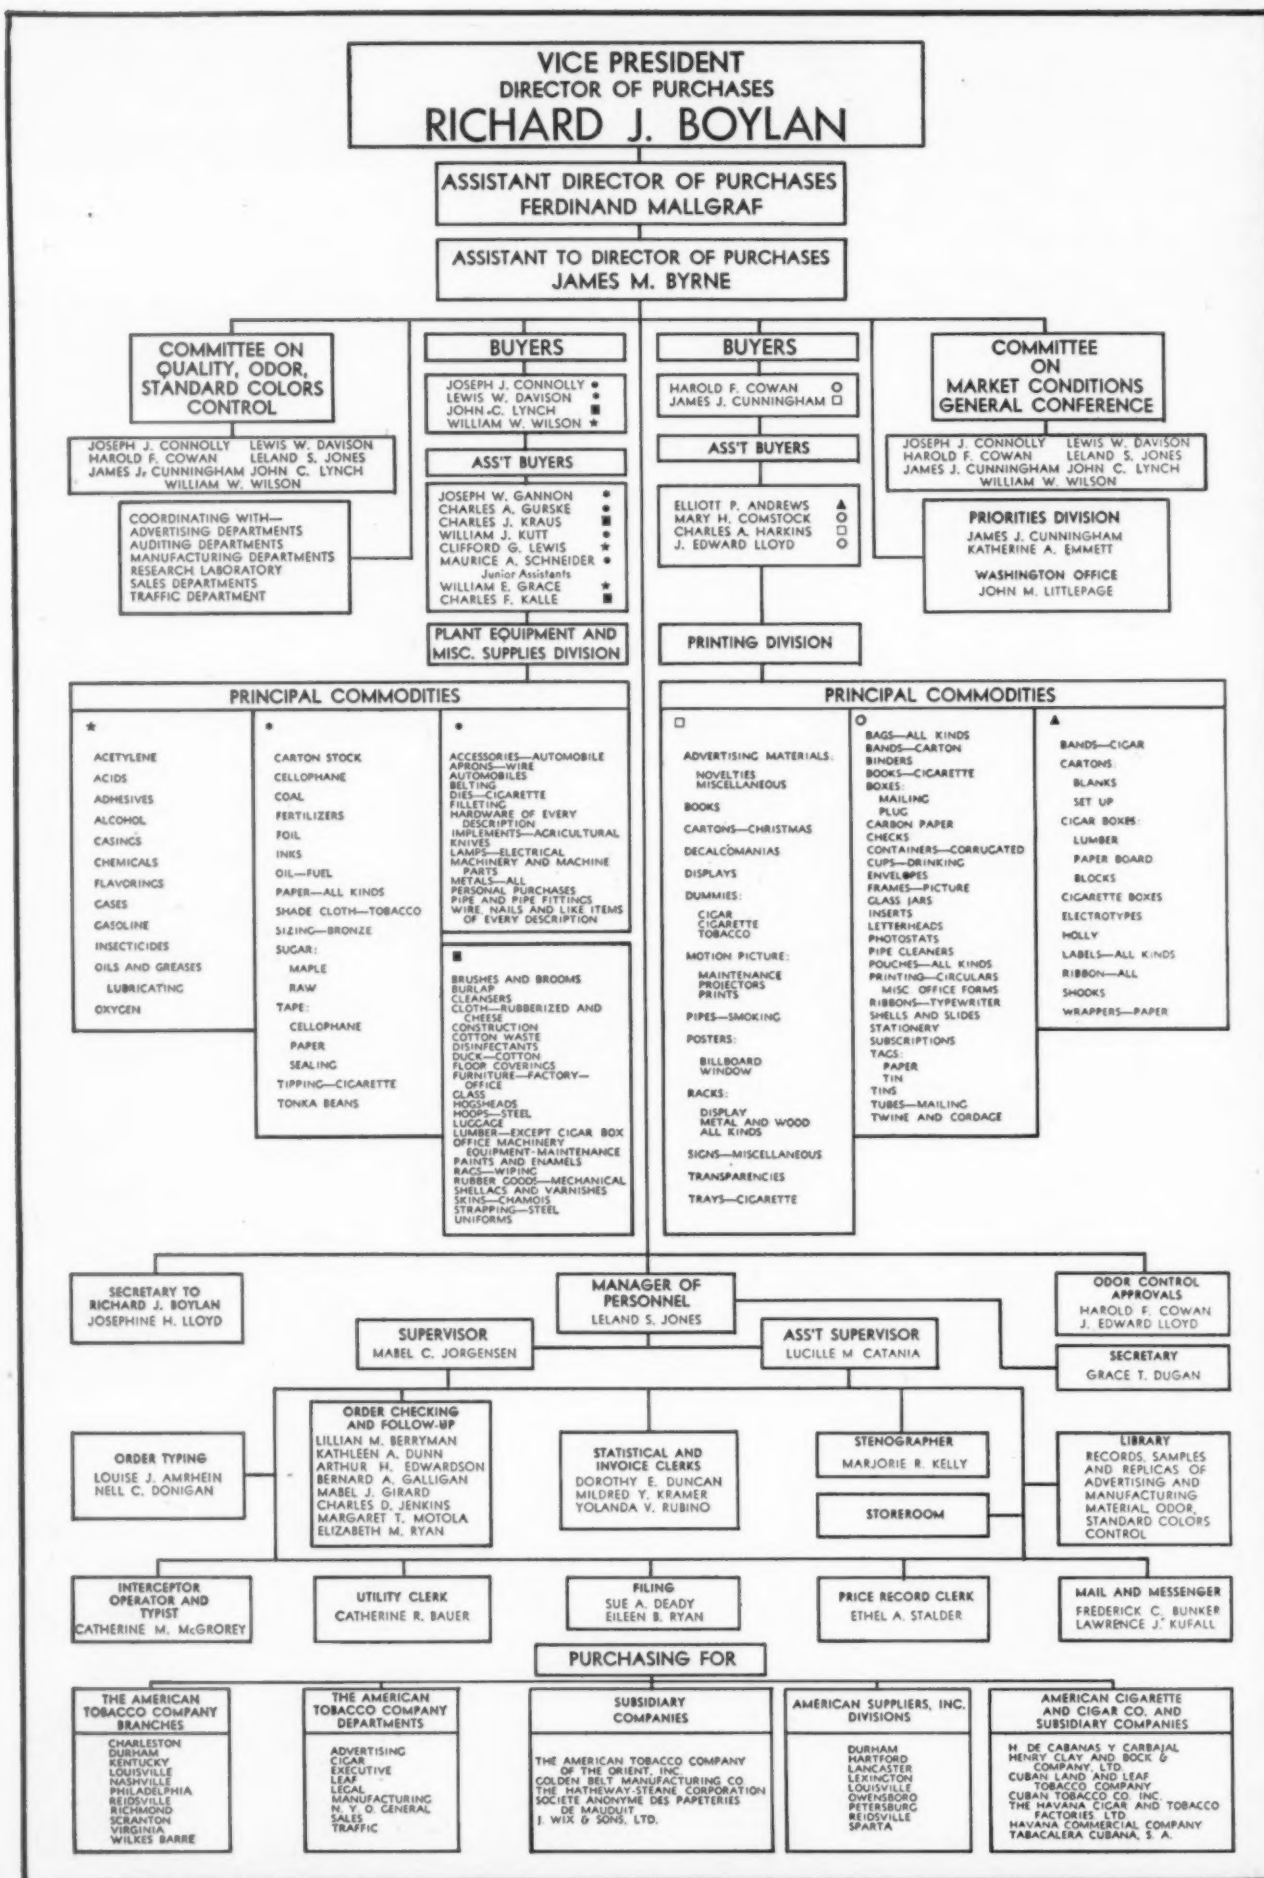 VICE PRESIDENT
DIRECTOR OF PURCHASES
RICHARD J. BOYLAN
ASSISTANT DIRECTOR OF PURCHASES
FERDINAND MALLGRAF
ASSISTANT TO DIRECTOR OF PURCHASES
JAMES M. BYRNE
COMMITTEE ON
QUALITY, ODOR,
STANDARD COLORS
CONTROL
JOSEPH J. CONNOLLY LEWIS W. DAVISON
HAROLD F. COWAN LELAND S. JONES
JAMES J. CUNNINGHAM JOHN C. LYNCH
WILLIAM W. WILSON
COORDINATING WITH—
ADVERTISING DEPARTMENTS
AUDITING DEPARTMENTS
MANUFACTURING DEPARTMENTS
RESEARCH LABORATORY
SALES DEPARTMENTS
TRAFFIC DEPARTMENT
BUYERS
JOSEPH J. CONNOLLY *
LEWIS W. DAVISON ●
JOHN C. LYNCH ■
WILLIAM W. WILSON ★
ASS'T BUYERS
JOSEPH W. GANNON *
CHARLES A. GURSKE ●
CHARLES J. KRAUS ■
WILLIAM J. KUTT ●
CLIFFORD G. LEWIS ★
MAURICE A. SCHNEIDER ●
Junior Assistants
WILLIAM E. GRACE ★
CHARLES F. KALLE ■
PLANT EQUIPMENT AND
MISC. SUPPLIES DIVISION
BUYERS
HAROLD F. COWAN ○
JAMES J. CUNNINGHAM □
ASS'T BUYERS
ELLIOTT P. ANDREWS ▲
MARY H. COMSTOCK ○
CHARLES A. HARKINS □
J. EDWARD LLOYD ○
PRINTING DIVISION
COMMITTEE
ON
MARKET CONDITIONS
GENERAL CONFERENCE
JOSEPH J. CONNOLLY LEWIS W. DAVISON
HAROLD F. COWAN LELAND S. JONES
JAMES J. CUNNINGHAM JOHN C. LYNCH
WILLIAM W. WILSON
PRIORITIES DIVISION
JAMES J. CUNNINGHAM
KATHERINE A. EMMETT
WASHINGTON OFFICE
JOHN M. LITTLEPAGE
PRINCIPAL COMMODITIES
★
ACETYLENE
ACIDS
ADHESIVES
ALCOHOL
CASINGS
CHEMICALS
FLAVORINGS
GASES
GASOLINE
INSECTICIDES
OILS AND GREASES
LUBRICATING
OXYGEN
*
CARTON STOCK
CELLOPHANE
COAL
FERTILIZERS
FOIL
INKS
OIL—FUEL
PAPER—ALL KINDS
SHADE CLOTH—TOBACCO
SIZING—BRONZE
SUGAR:
MAPLE
RAW
TAPE:
CELLOPHANE
PAPER
SEALING
TIPPING—CIGARETTE
TONKA BEANS
●
ACCESSORIES—AUTOMOBILE
APRONS—WIRE
AUTOMOBILES
BELTING
DIES—CIGARETTE
FILLETING
HARDWARE OF EVERY
DESCRIPTION
IMPLEMENTS—AGRICULTURAL
KNIVES
LAMPS—ELECTRICAL
MACHINERY AND MACHINE
PARTS
METALS—ALL
PERSONAL PURCHASES
PIPE AND PIPE FITTINGS
WIRE, NAILS AND LIKE ITEMS
OF EVERY DESCRIPTION
■
BRUSHES AND BROOMS
BURLAP
CLEANSERS
CLOTH—RUBBERIZED AND
CHEESE
CONSTRUCTION
COTTON WASTE
DISINFECTANTS
DUCK—COTTON
FLOOR COVERINGS
FURNITURE—FACTORY—
OFFICE
GLASS
HOGSHEADS
HOOPS—STEEL
LUGGAGE
LUMBER—EXCEPT CIGAR BOX
OFFICE MACHINERY
EQUIPMENT-MAINTENANCE
PAINTS AND ENAMELS
RAGS—WIPING
RUBBER GOODS—MECHANICAL
SHELLACS AND VARNISHES
SKINS—CHAMOIS
STRAPPING—STEEL
UNIFORMS
PRINCIPAL COMMODITIES
□
ADVERTISING MATERIALS:
NOVELTIES
MISCELLANEOUS
BOOKS
CARTONS—CHRISTMAS
DECALCOMANIAS
DISPLAYS
DUMMIES:
CIGAR
CIGARETTE
TOBACCO
MOTION PICTURE:
MAINTENANCE
PROJECTORS
PRINTS
PIPES—SMOKING
POSTERS:
BILLBOARD
WINDOW
RACKS:
DISPLAY
METAL AND WOOD
ALL KINDS
SIGNS—MISCELLANEOUS
TRANSPARENCIES
TRAYS—CIGARETTE
○
BAGS—ALL KINDS
BANDS—CARTON
BINDERS
BOOKS—CIGARETTE
BOXES:
MAILING
PLUG
CARBON PAPER
CHECKS
CONTAINERS—CORRUGATED
CUPS—DRINKING
ENVELOPES
FRAMES—PICTURE
GLASS JARS
INSERTS
LETTERHEADS
PHOTOSTATS
PIPE CLEANERS
POUCHES—ALL KINDS
PRINTING—CIRCULARS
MISC OFFICE FORMS
RIBBONS—TYPEWRITER
SHELLS AND SLIDES
STATIONERY
SUBSCRIPTIONS
TAGS:
PAPER
TIN
TINS
TUBES—MAILING
TWINE AND CORDAGE
▲
BANDS—CIGAR
CARTONS:
BLANKS
SET UP
CIGAR BOXES:
LUMBER
PAPER BOARD
BLOCKS
CIGARETTE BOXES
ELECTROTYPES
HOLLY
LABELS—ALL KINDS
RIBBON—ALL
SHOOKS
WRAPPERS—PAPER
SECRETARY TO
RICHARD J. BOYLAN
JOSEPHINE H. LLOYD
MANAGER OF
PERSONNEL
LELAND S. JONES
ODOR CONTROL
APPROVALS
HAROLD F. COWAN
J. EDWARD LLOYD
SUPERVISOR
MABEL C. JORGENSEN
ASS'T SUPERVISOR
LUCILLE M CATANIA
SECRETARY
GRACE T. DUGAN
ORDER TYPING
LOUISE J. AMRHEIN
NELL C. DONIGAN
ORDER CHECKING
AND FOLLOW-UP
LILLIAN M. BERRYMAN
KATHLEEN A. DUNN
ARTHUR H. EDWARDSON
BERNARD A. GALLIGAN
MABEL J. GIRARD
CHARLES D. JENKINS
MARGARET T. MOTOLA
ELIZABETH M. RYAN
STATISTICAL AND
INVOICE CLERKS
DOROTHY E. DUNCAN
MILDRED Y. KRAMER
YOLANDA V. RUBINO
STENOGRAPHER
MARJORIE R. KELLY
STOREROOM
LIBRARY
RECORDS, SAMPLES
AND REPLICAS OF
ADVERTISING AND
MANUFACTURING
MATERIAL, ODOR,
STANDARD COLORS
CONTROL
INTERCEPTOR
OPERATOR AND
TYPIST
CATHERINE M. McGROREY
UTILITY CLERK
CATHERINE R. BAUER
FILING
SUE A. DEADY
EILEEN B. RYAN
PRICE RECORD CLERK
ETHEL A. STALDER
MAIL AND MESSENGER
FREDERICK C. BUNKER
LAWRENCE J. KUFALL
PURCHASING FOR
THE AMERICAN
TOBACCO COMPANY
BRANCHES
CHARLESTON
DURHAM
KENTUCKY
LOUISVILLE
NASHVILLE
PHILADELPHIA
REIDSVILLE
RICHMOND
SCRANTON
VIRGINIA
WILKES BARRE
THE AMERICAN
TOBACCO COMPANY
DEPARTMENTS
ADVERTISING
CIGAR
EXECUTIVE
LEAF
LEGAL
MANUFACTURING
N. Y. O. GENERAL
SALES
TRAFFIC
SUBSIDIARY
COMPANIES
THE AMERICAN TOBACCO COMPANY
OF THE ORIENT, INC.
GOLDEN BELT MANUFACTURING CO
THE HATHEWAY-STEANE CORPORATION
SOCIETE ANONYME DES PAPETERIES
DE MAUDUIT
J. WIX & SONS, LTD.
AMERICAN SUPPLIERS, INC.
DIVISIONS
DURHAM
HARTFORD
LANCASTER
LEXINGTON
LOUISVILLE
OWENSBORO
PETERSBURG
REIDSVILLE
SPARTA
AMERICAN CIGARETTE
AND CIGAR CO. AND
SUBSIDIARY COMPANIES
H. DE CABANAS Y CARBAJAL
HENRY CLAY AND BOCK &
COMPANY, LTD.
CUBAN LAND AND LEAF
TOBACCO COMPANY
CUBAN TOBACCO CO. INC.
THE HAVANA CIGAR AND TOBACCO
FACTORIES, LTD.
HAVANA COMMERCIAL COMPANY
TABACALERA CUBANA, S. A.